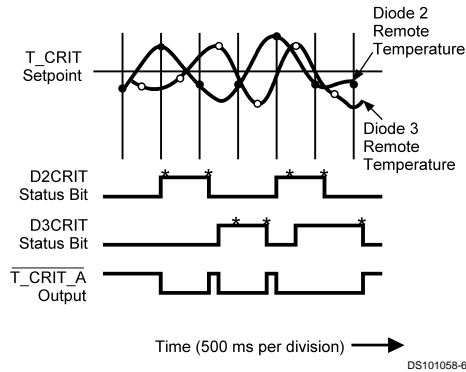 Diode 2
Remote
Temperature
T_CRIT
Setpoint
Diode 3
Remote
Temperature
D2CRIT
Status Bit
* * * *
D3CRIT
Status Bit
* * *
T_CRIT_A
Output
Time (500 ms per division)
DS101058-6